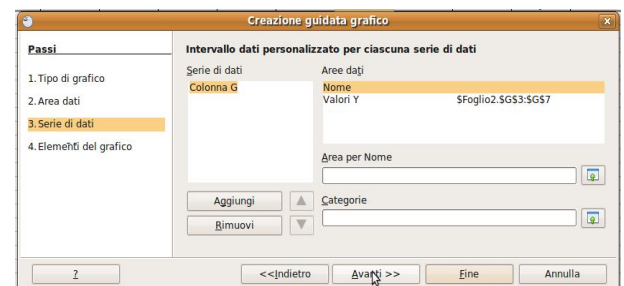 Creazione guidata grafico
Passi
1.Tipo di grafico
2.Area dati
3.Serie di dati
4.Elementi del grafico
Intervallo dati personalizzato per ciascuna serie di dati
Serie di dati
Colonna G
Aggiungi
Rimuovi
Aree dati
Nome
Valori Y $Foglio2.$G$3:$G$7
Area per Nome
Categorie
?
<<Indietro
Avanti >>
Fine
Annulla